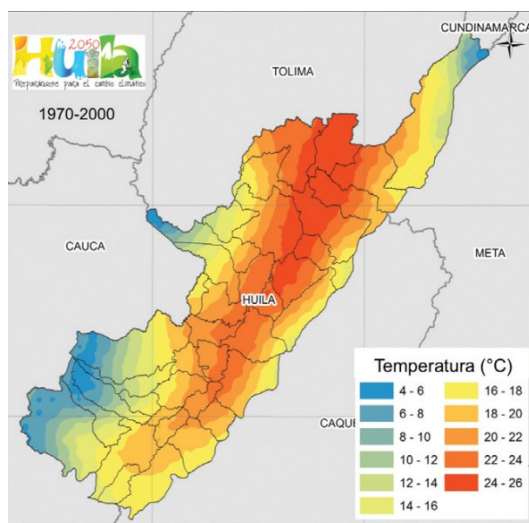 CUNDINAMARCA
2050
Huila
Preparándose para el cambio climático
TOLIMA
1970-2000
CAUCA
META
HUILA
CAQUE
Temperatura (°C)
4 - 6
6 - 8
8 - 10
10 - 12
12 - 14
14 - 16
16 - 18
18 - 20
20 - 22
22 - 24
24 - 26